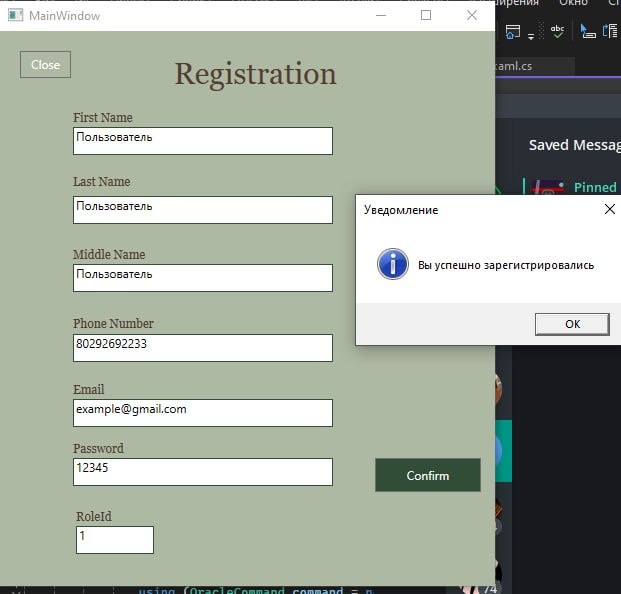 MainWindow
Окно
Close
Registration
First Name
Пользователь
Last Name
Пользователь
Middle Name
Пользователь
Phone Number
80292692233
Email
example@gmail.com
Password
12345
Confirm
RoleId
1
abc
aml.cs
Saved Messag
Pinned
Уведомление
Вы успешно зарегистрировались
OK
74
using (OracleCommand command = n